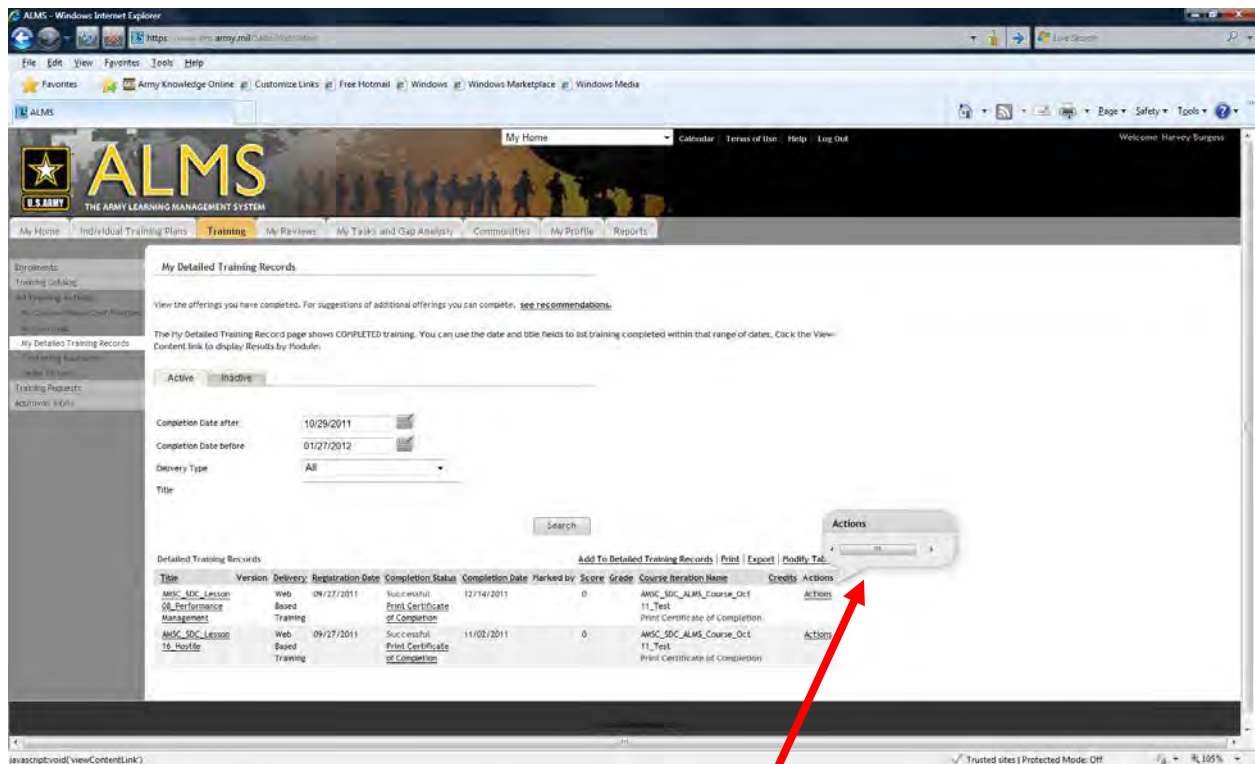 ALMS - Windows Internet Explorer
https army.mil
File Edit View Favorites Tools Help
Favorites Army Knowledge Online Customize Links Free Hotmail Windows Windows Marketplace Windows Media
ALMS
Page Safety Tools
My Home Calendar Terms of Use Help Log Out Welcome Harvey Burgess
ALMS
U.S.ARMY THE ARMY LEARNING MANAGEMENT SYSTEM
My Home Individual Training Plans Training My Reviews My Tasks and Gap Analysis Communities My Profile Reports
Enrollments
Training Catalog
My Detailed Training Records
Training Requests
My Detailed Training Records
View the offerings you have completed. For suggestions of additional offerings you can complete, see recommendations.
The My Detailed Training Record page shows COMPLETED training. You can use the date and title fields to list training completed within that range of dates. Click the View-
Content link to display Results by Module.
Active Inactive
Completion Date after 10/29/2011
Completion Date before 01/27/2012
Delivery Type All
Title
Search
Actions
Detailed Training Records Add To Detailed Training Records | Print | Export | Modify Tab
Title Version Delivery Registration Date Completion Status Completion Date Marked by Score Grade Course Iteration Name Credits Actions
AMSC_SDC_Lesson Web 09/27/2011 Successful 12/14/2011 0 AMSC_SDC_ALMS_Course_Oct Actions
08_Performance Based Print Certificate 11_Test
Management Training of Completion Print Certificate of Completion
AMSC_SDC_Lesson Web 09/27/2011 Successful 11/02/2011 0 AMSC_SDC_ALMS_Course_Oct Actions
16_Hostile Based Print Certificate 11_Test
Training of Completion Print Certificate of Completion
javascript:void('viewContentLink') Trusted sites | Protected Mode: Off 105%